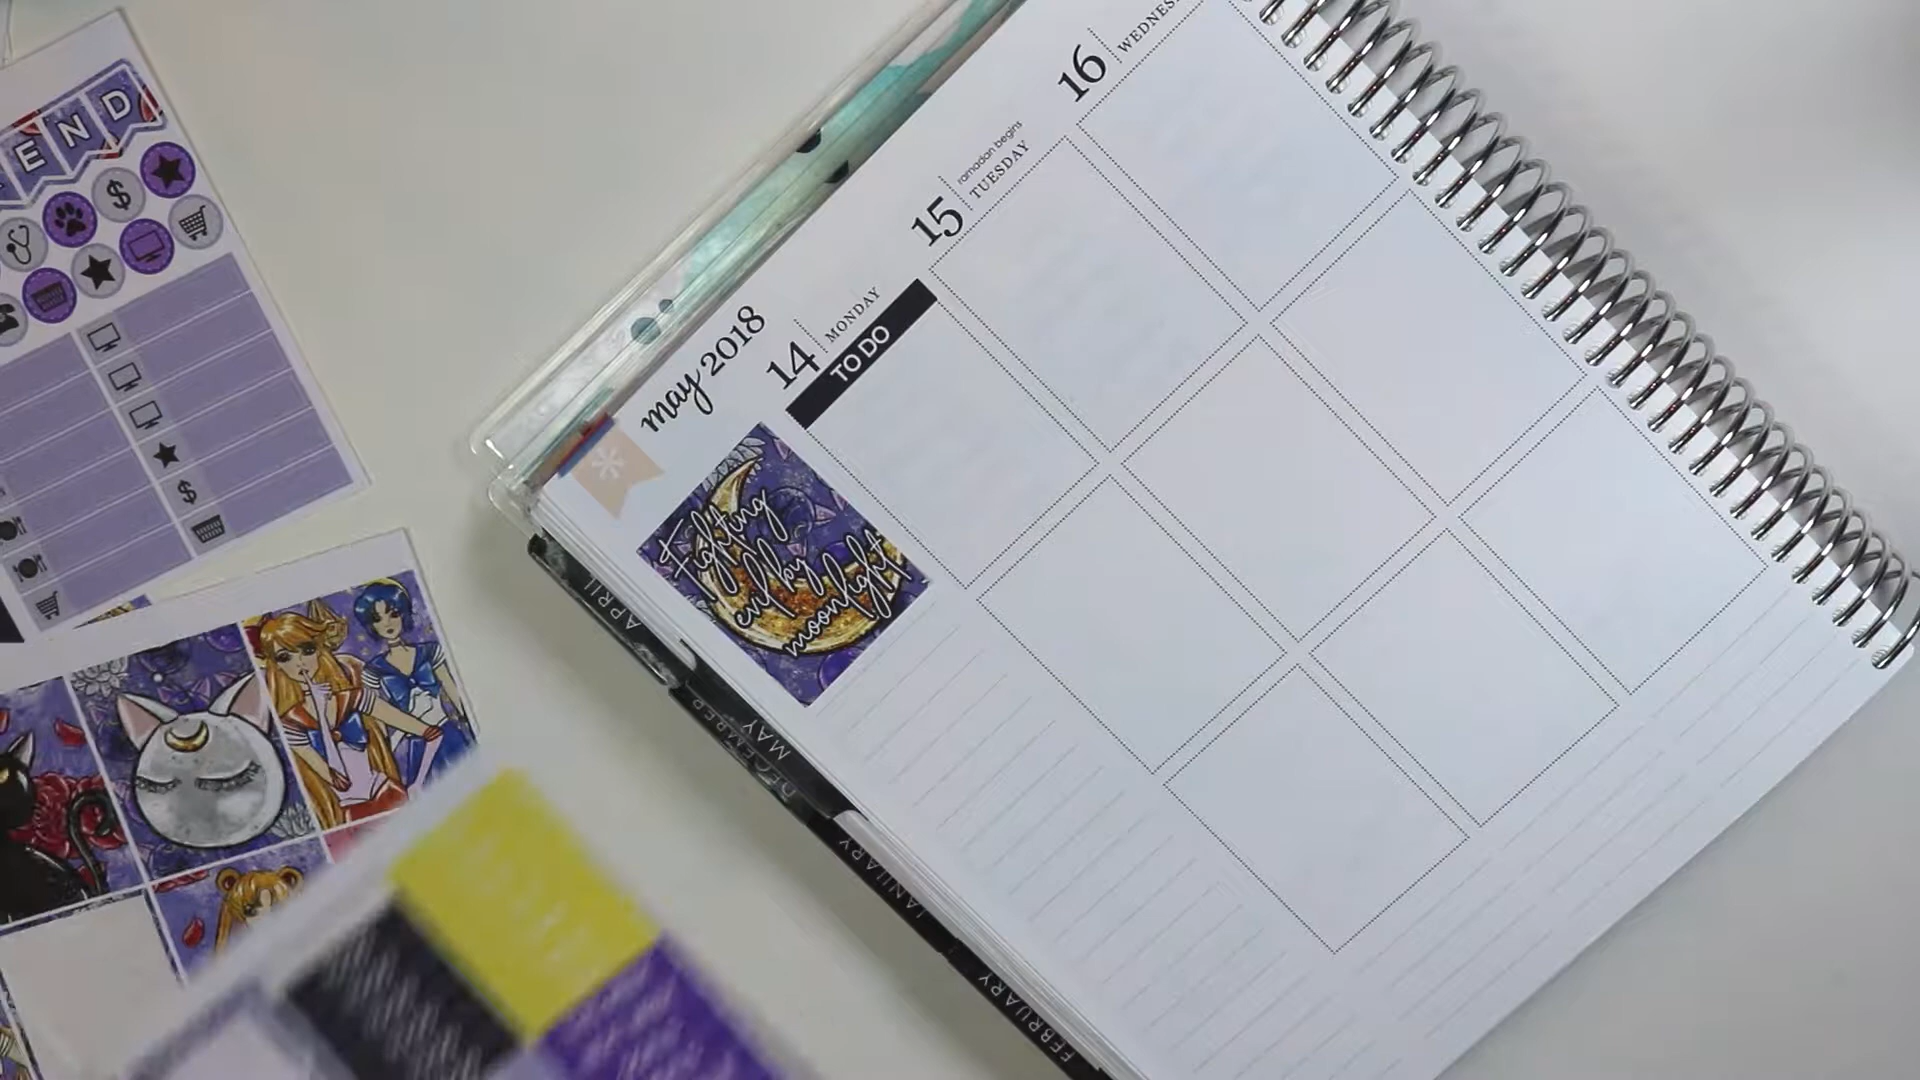 END
may 2018
14
MONDAY
TO DO
15
ramadan begins
TUESDAY
16
Fighting
evil by
moonlight
APRIL
MAY
DECEMBER
JANUARY
FEBRUARY